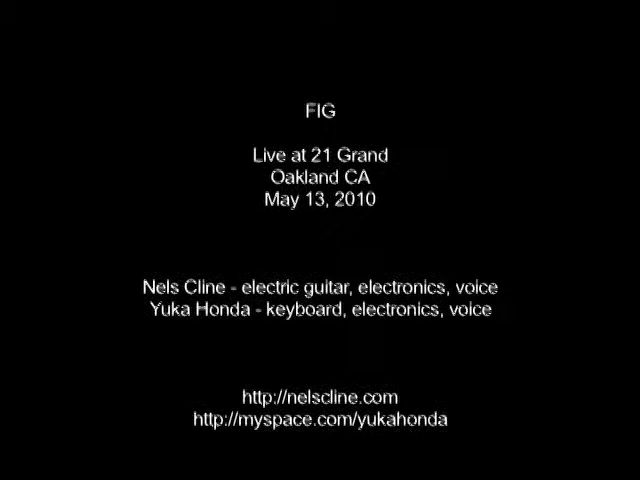 FIG
Live at 21 Grand
Oakland CA
May 13, 2010
Nels Cline - electric guitar, electronics, voice
Yuka Honda - keyboard, electronics, voice
http://nelscline.com
http://myspace.com/yukahonda